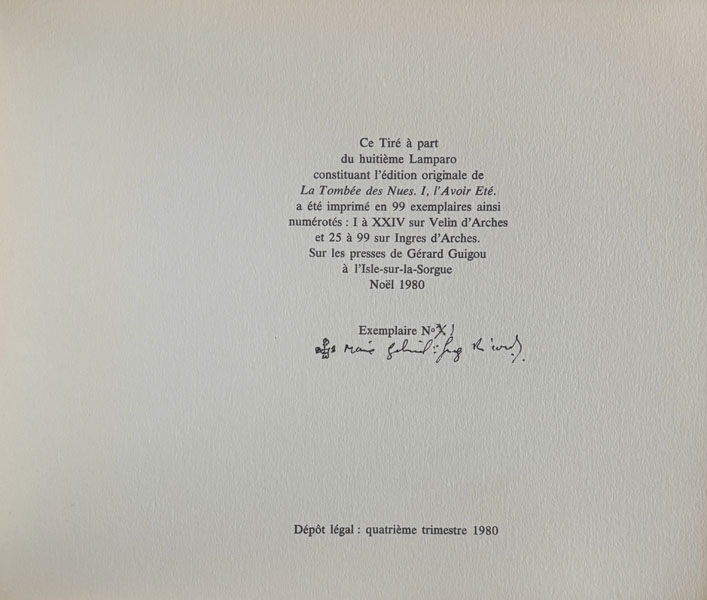 Ce Tiré à part
du huitième Lamparo
constituant l'édition originale de
La Tombée des Nues. I, l'Avoir Eté.
a été imprimé en 99 exemplaires ainsi
numérotés : I à XXIV sur Velin d'Arches
et 25 à 99 sur Ingres d'Arches.
Sur les presses de Gérard Guigou
à l'Isle-sur-la-Sorgue
Noël 1980
Exemplaire No
Dépôt légal : quatrième trimestre 1980